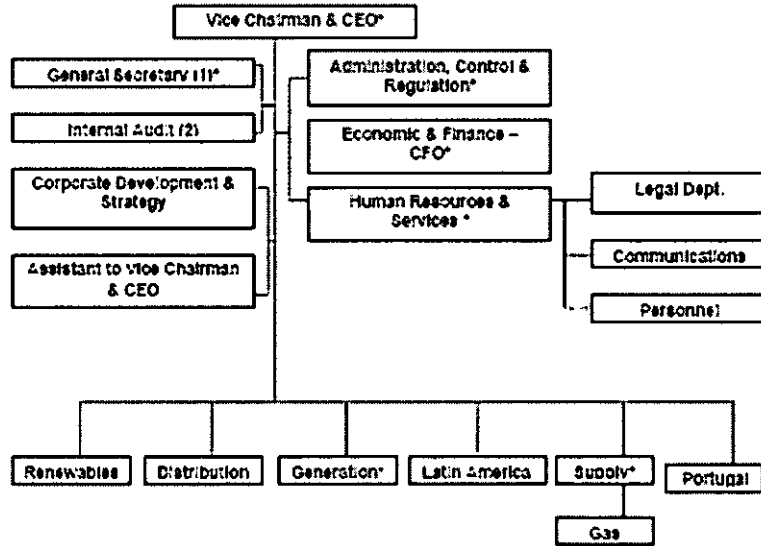 Vice Chairman & CEO*
General Secretary (1)*
Administration, Control &
Regulation*
Internal Audit (2)
Economic & Finance –
CFO*
Corporate Development &
Strategy
Human Resources &
Services *
Legal Dept.
Assistant to Vice Chairman
& CEO
Communications
Personnel
Renewables
Distribution
Generation*
Latin America
Supply*
Portugal
Gas